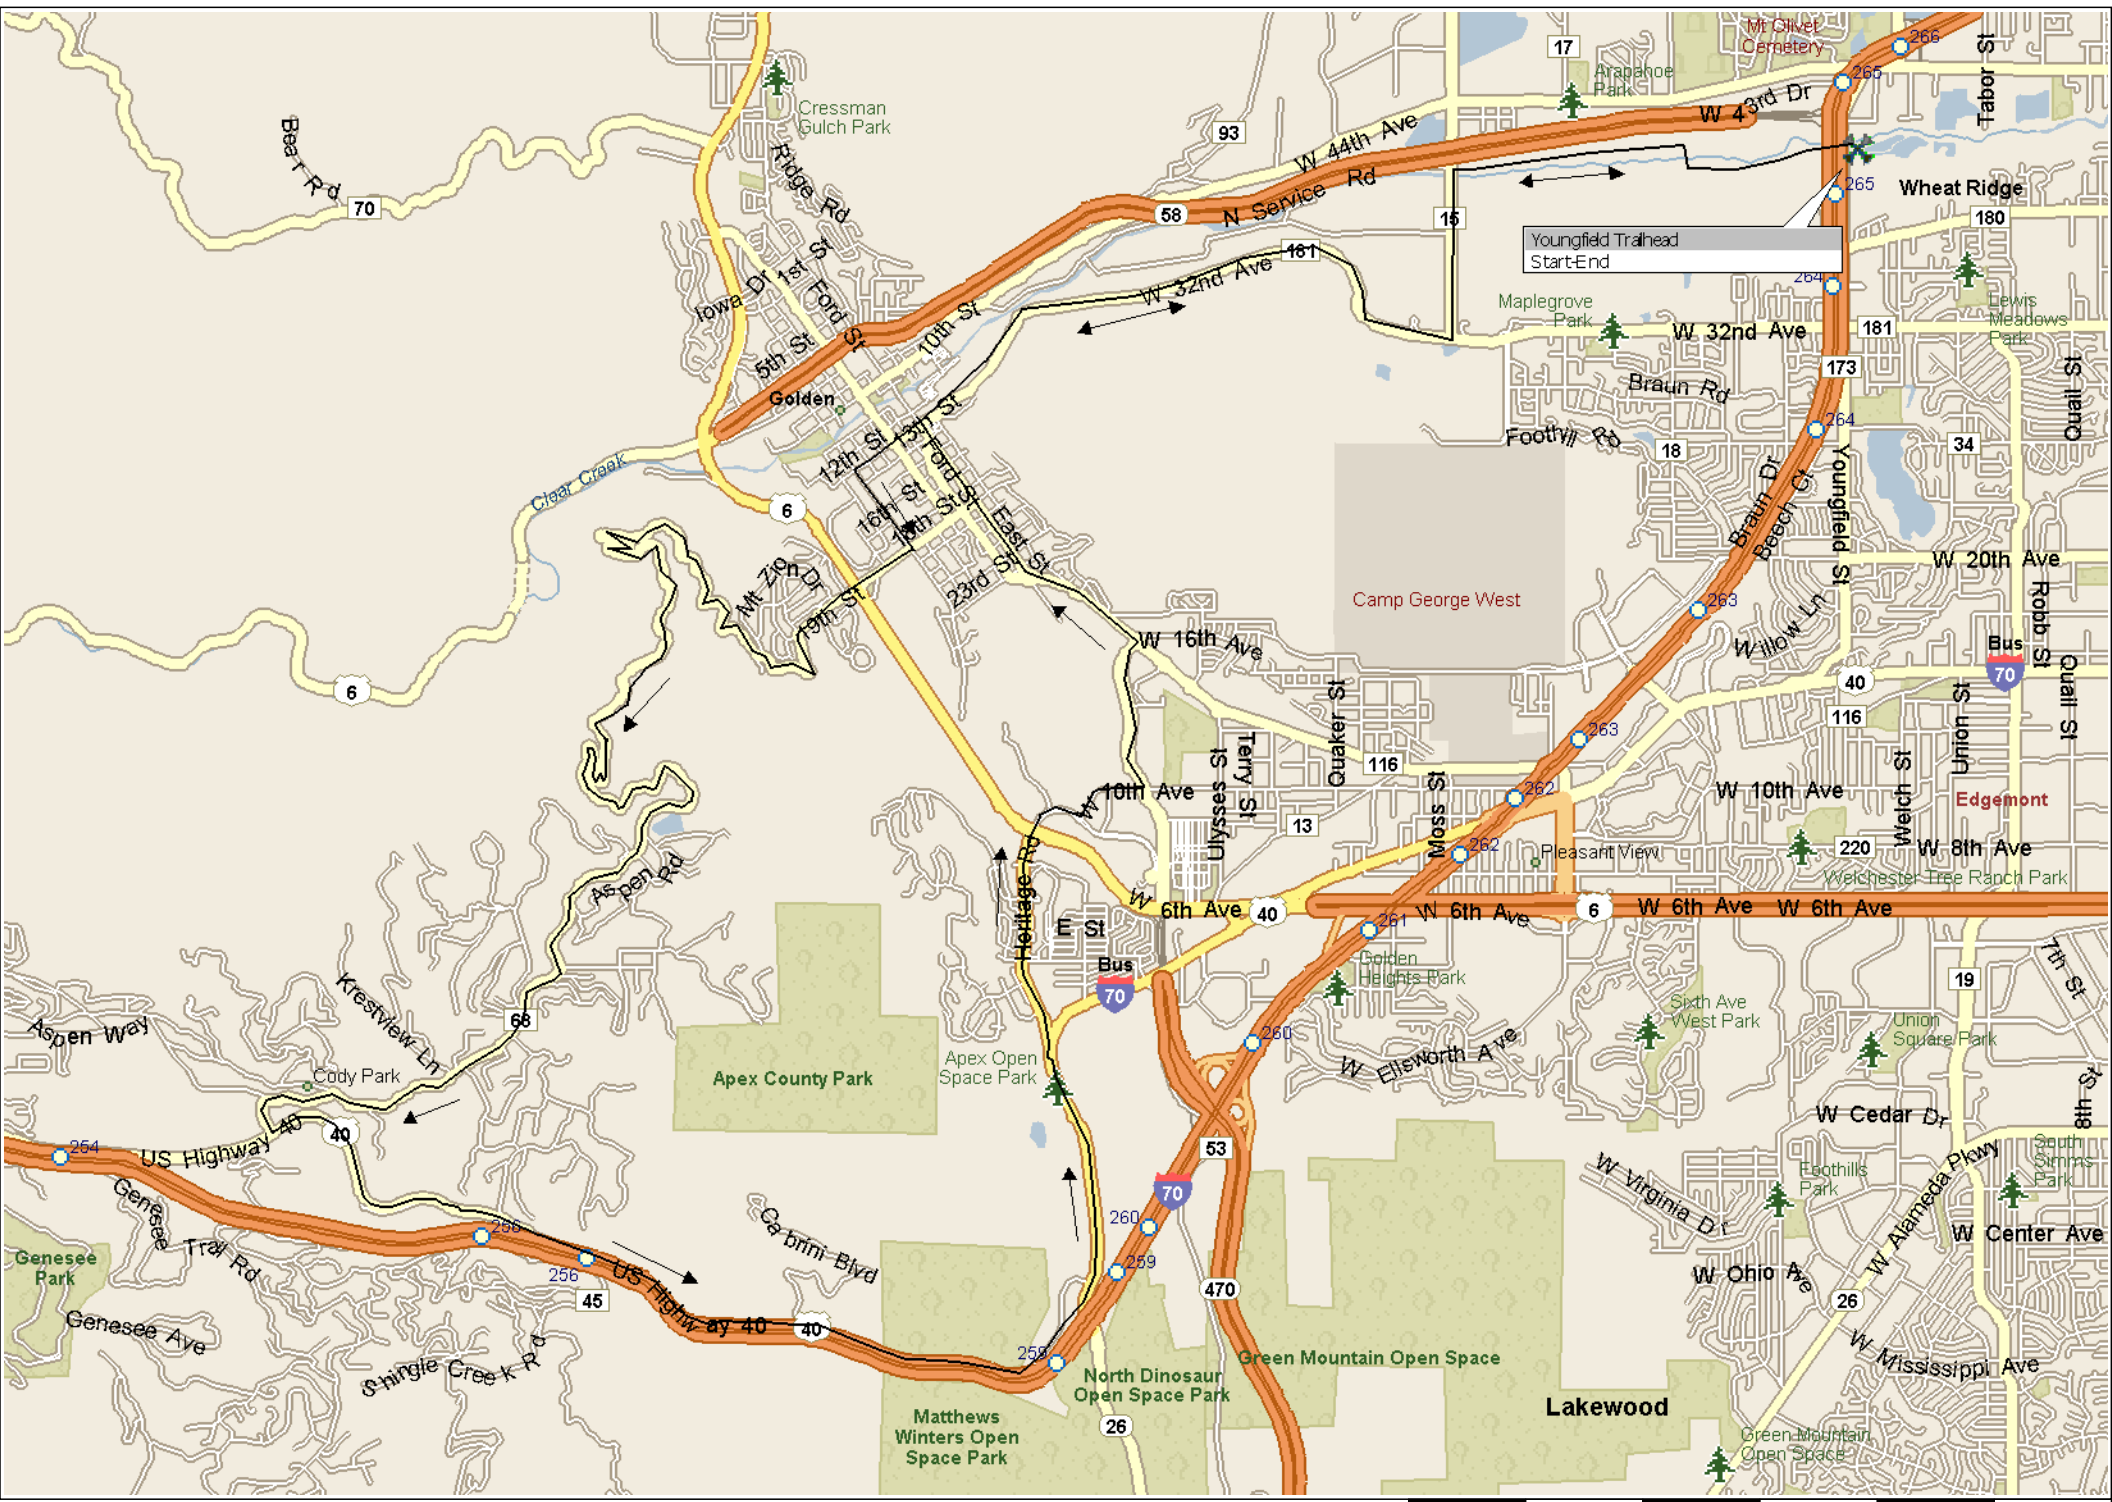 Mt Olivet
Cemetery
266
Tabor St
17
265
Arapahoe
Park
Cressman
Gulch Park
W 43rd Dr
93
W 44th Ave
Bear Rd
70
Ridge Rd
58
N Service Rd
15
265
Wheat Ridge
180
Youngfield Trailhead
Start-End
1st St
Iowa Dr
Ford St
181
W 32nd Ave
264
Maplegrove
Park
W 32nd Ave
181
Lewis
Meadows
Park
5th St
10th St
173
Quail St
Braun Rd
Golden
13th St
12th St
264
Foothill Rd
18
34
Clear Creek
Ford St
16th St
18th St
6
East St
Braun Dr
Beech Ct
Youngfield St
W 20th Ave
23rd St
Mt Zion Dr
19th St
Camp George West
263
Willow Ln
Robb St
W 16th Ave
Bus
70
6
40
Quail St
Quaker St
116
Union St
263
Terry St
Ulysses St
116
Moss St
Welch St
W 10th Ave
262
W 10th Ave
Edgemont
13
262
Pleasant View
220
W 8th Ave
Welchester Tree Ranch Park
Aspen Rd
Heritage Rd
W 6th Ave
40
W 6th Ave
6
W 6th Ave
W 6th Ave
E St
261
Bus
70
Golden
Heights Park
19
7th St
Krestview Ln
68
Aspen Way
Sixth Ave
West Park
Union
Square Park
260
W Ellsworth Ave
Apex Open
Space Park
Apex County Park
Cody Park
W Cedar Dr
8th St
40
US Highway 40
254
53
South
Simms
Park
W Alameda Pkwy
W Virginia Dr
Foothills
Park
70
Genesee Trail Rd
256
260
Cabrini Blvd
W Center Ave
Genesee
Park
256
259
US Highway 40
45
470
W Ohio Ave
26
Genesee Ave
40
Shingle Creek Rd
259
Green Mountain Open Space
North Dinosaur
Open Space Park
W Mississippi Ave
Lakewood
Matthews
Winters Open
Space Park
26
Green Mountain
Open Space